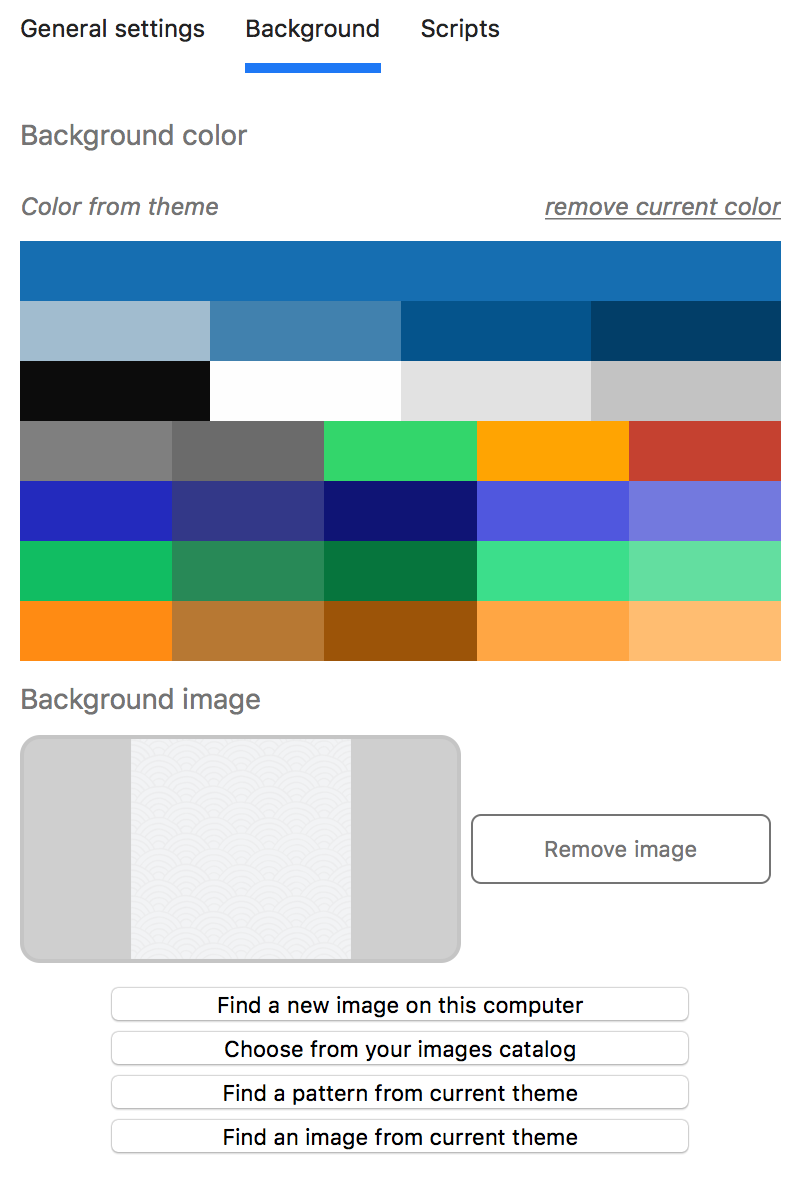 General settings Background Scripts
Background color
Color from theme remove current color
Background image
Remove image
Find a new image on this computer
Choose from your images catalog
Find a pattern from current theme
Find an image from current theme